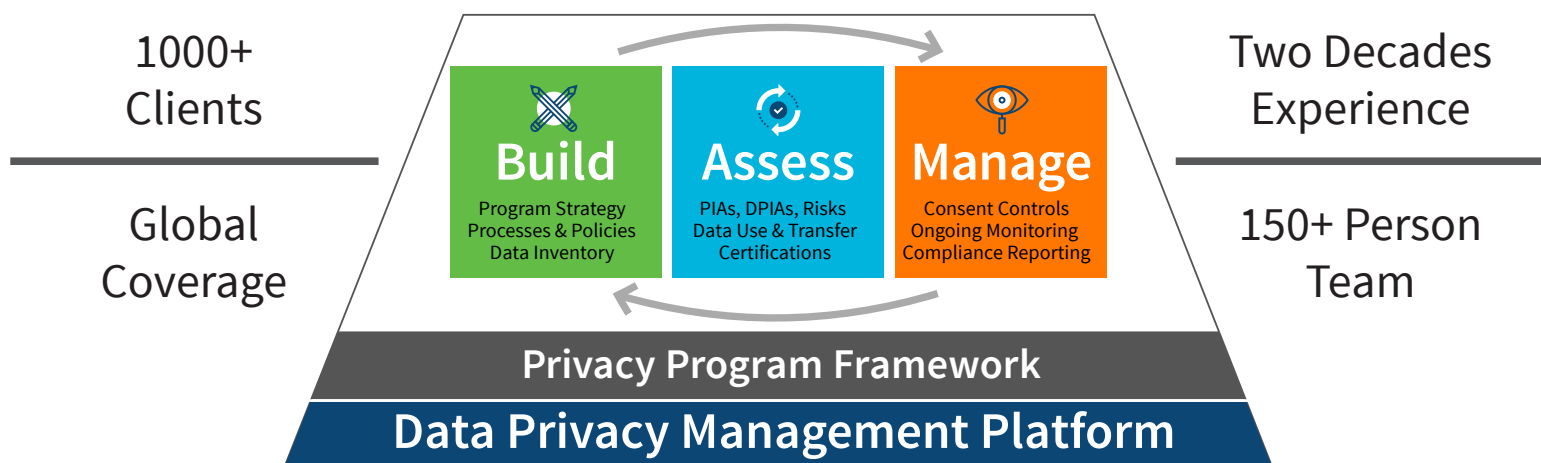 1000+
Clients
Global
Coverage
Build
Program Strategy
Processes & Policies
Data Inventory
Assess
PIAs, DPIAs, Risks
Data Use & Transfer
Certifications
Manage
Consent Controls
Ongoing Monitoring
Compliance Reporting
Two Decades
Experience
150+ Person
Team
Privacy Program Framework
Data Privacy Management Platform